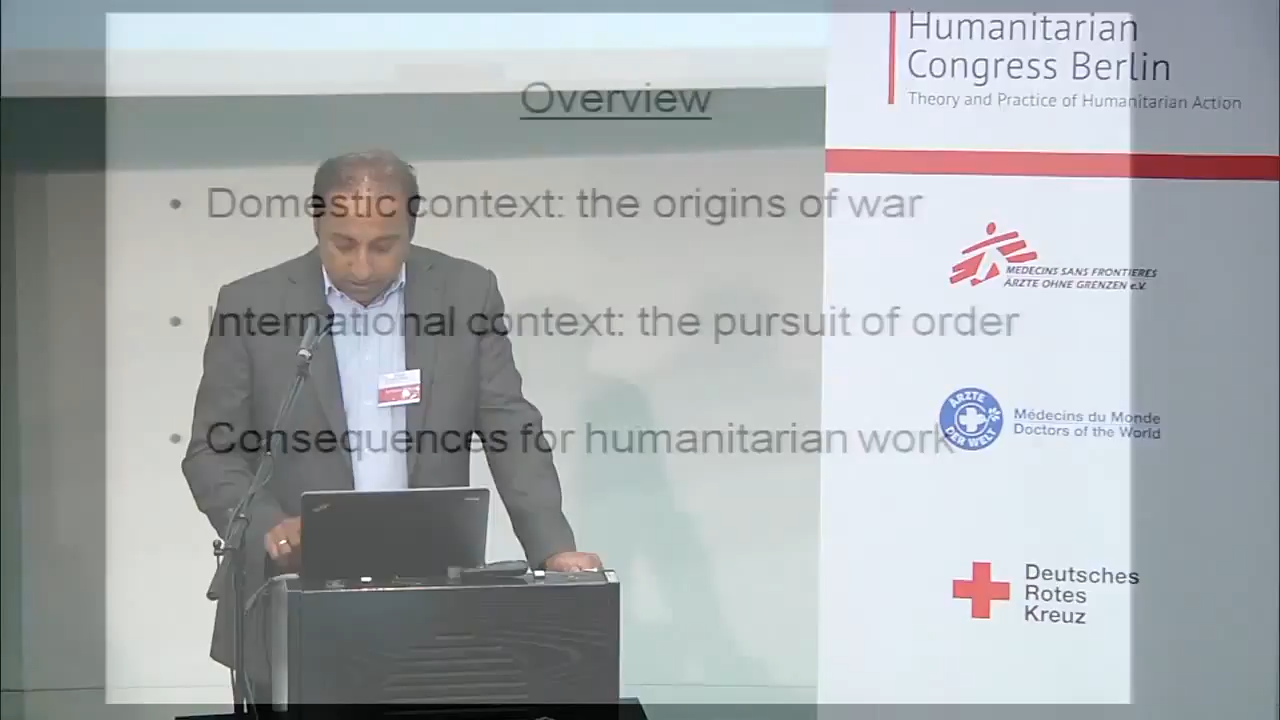 Humanitarian
Congress Berlin
Theory and Practice of Humanitarian Action
Overview
• Domestic context: the origins of war
• International context: the pursuit of order
• Consequences for humanitarian work
MEDECINS SANS FRONTIERES
ÄRZTE OHNE GRENZEN e.V.
ÄRZTE
DER WELT
Médecins du Monde
Doctors of the World
Deutsches
Rotes
Kreuz